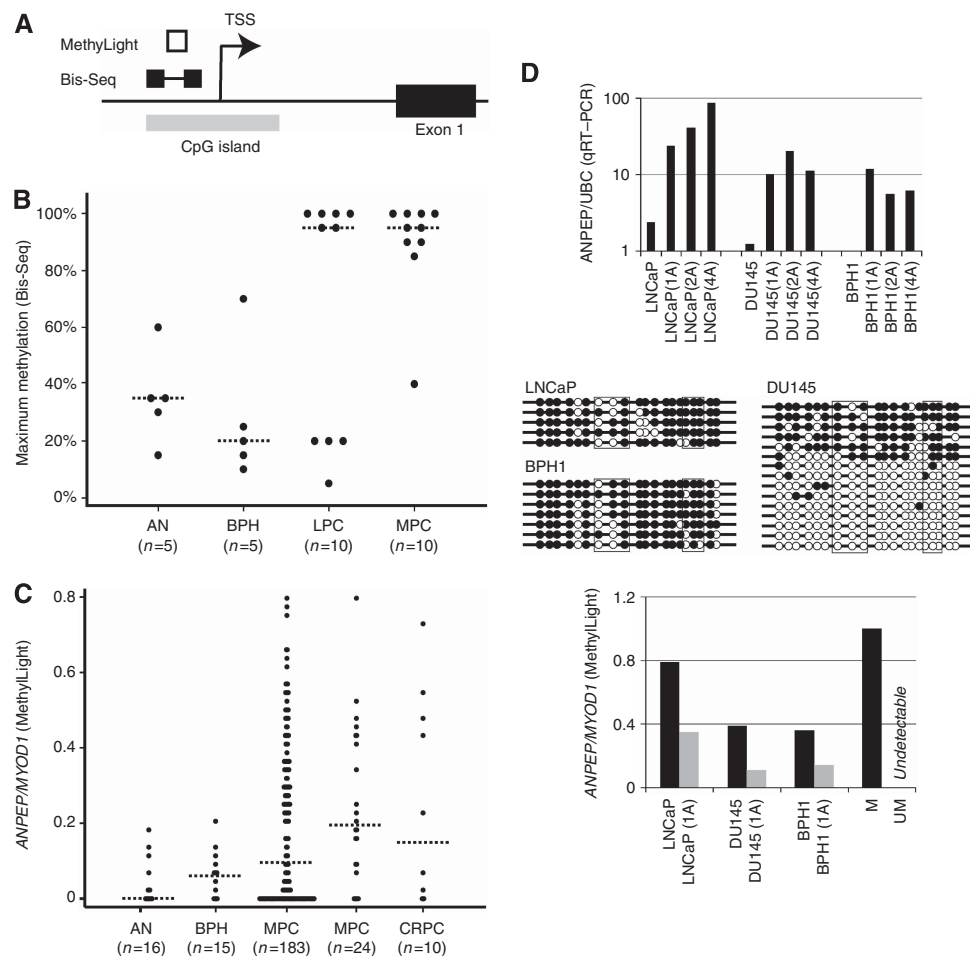 A
TSS
MethyLight
Bis-Seq
Exon 1
CpG island
B
Maximum methylation (Bis-Seq)
100%
80%
60%
40%
20%
0%
AN
(n=5)
BPH
(n=5)
LPC
(n=10)
MPC
(n=10)
C
ANPEP/MYOD1 (MethylLight)
0.8
0.6
0.4
0.2
0
AN
(n=16)
BPH
(n=15)
MPC
(n=183)
MPC
(n=24)
CRPC
(n=10)
D
ANPEP/UBC (qRT–PCR)
100
10
1
LNCaP
LNCaP(1A)
LNCaP(2A)
LNCaP(4A)
DU145
DU145(1A)
DU145(2A)
DU145(4A)
BPH1
BPH1(1A)
BPH1(2A)
BPH1(4A)
LNCaP
DU145
BPH1
ANPEP/MYOD1 (MethylLight)
1.2
0.8
0.4
0
Undetectable
LNCaP
LNCaP (1A)
DU145
DU145 (1A)
BPH1
BPH1 (1A)
M
UM